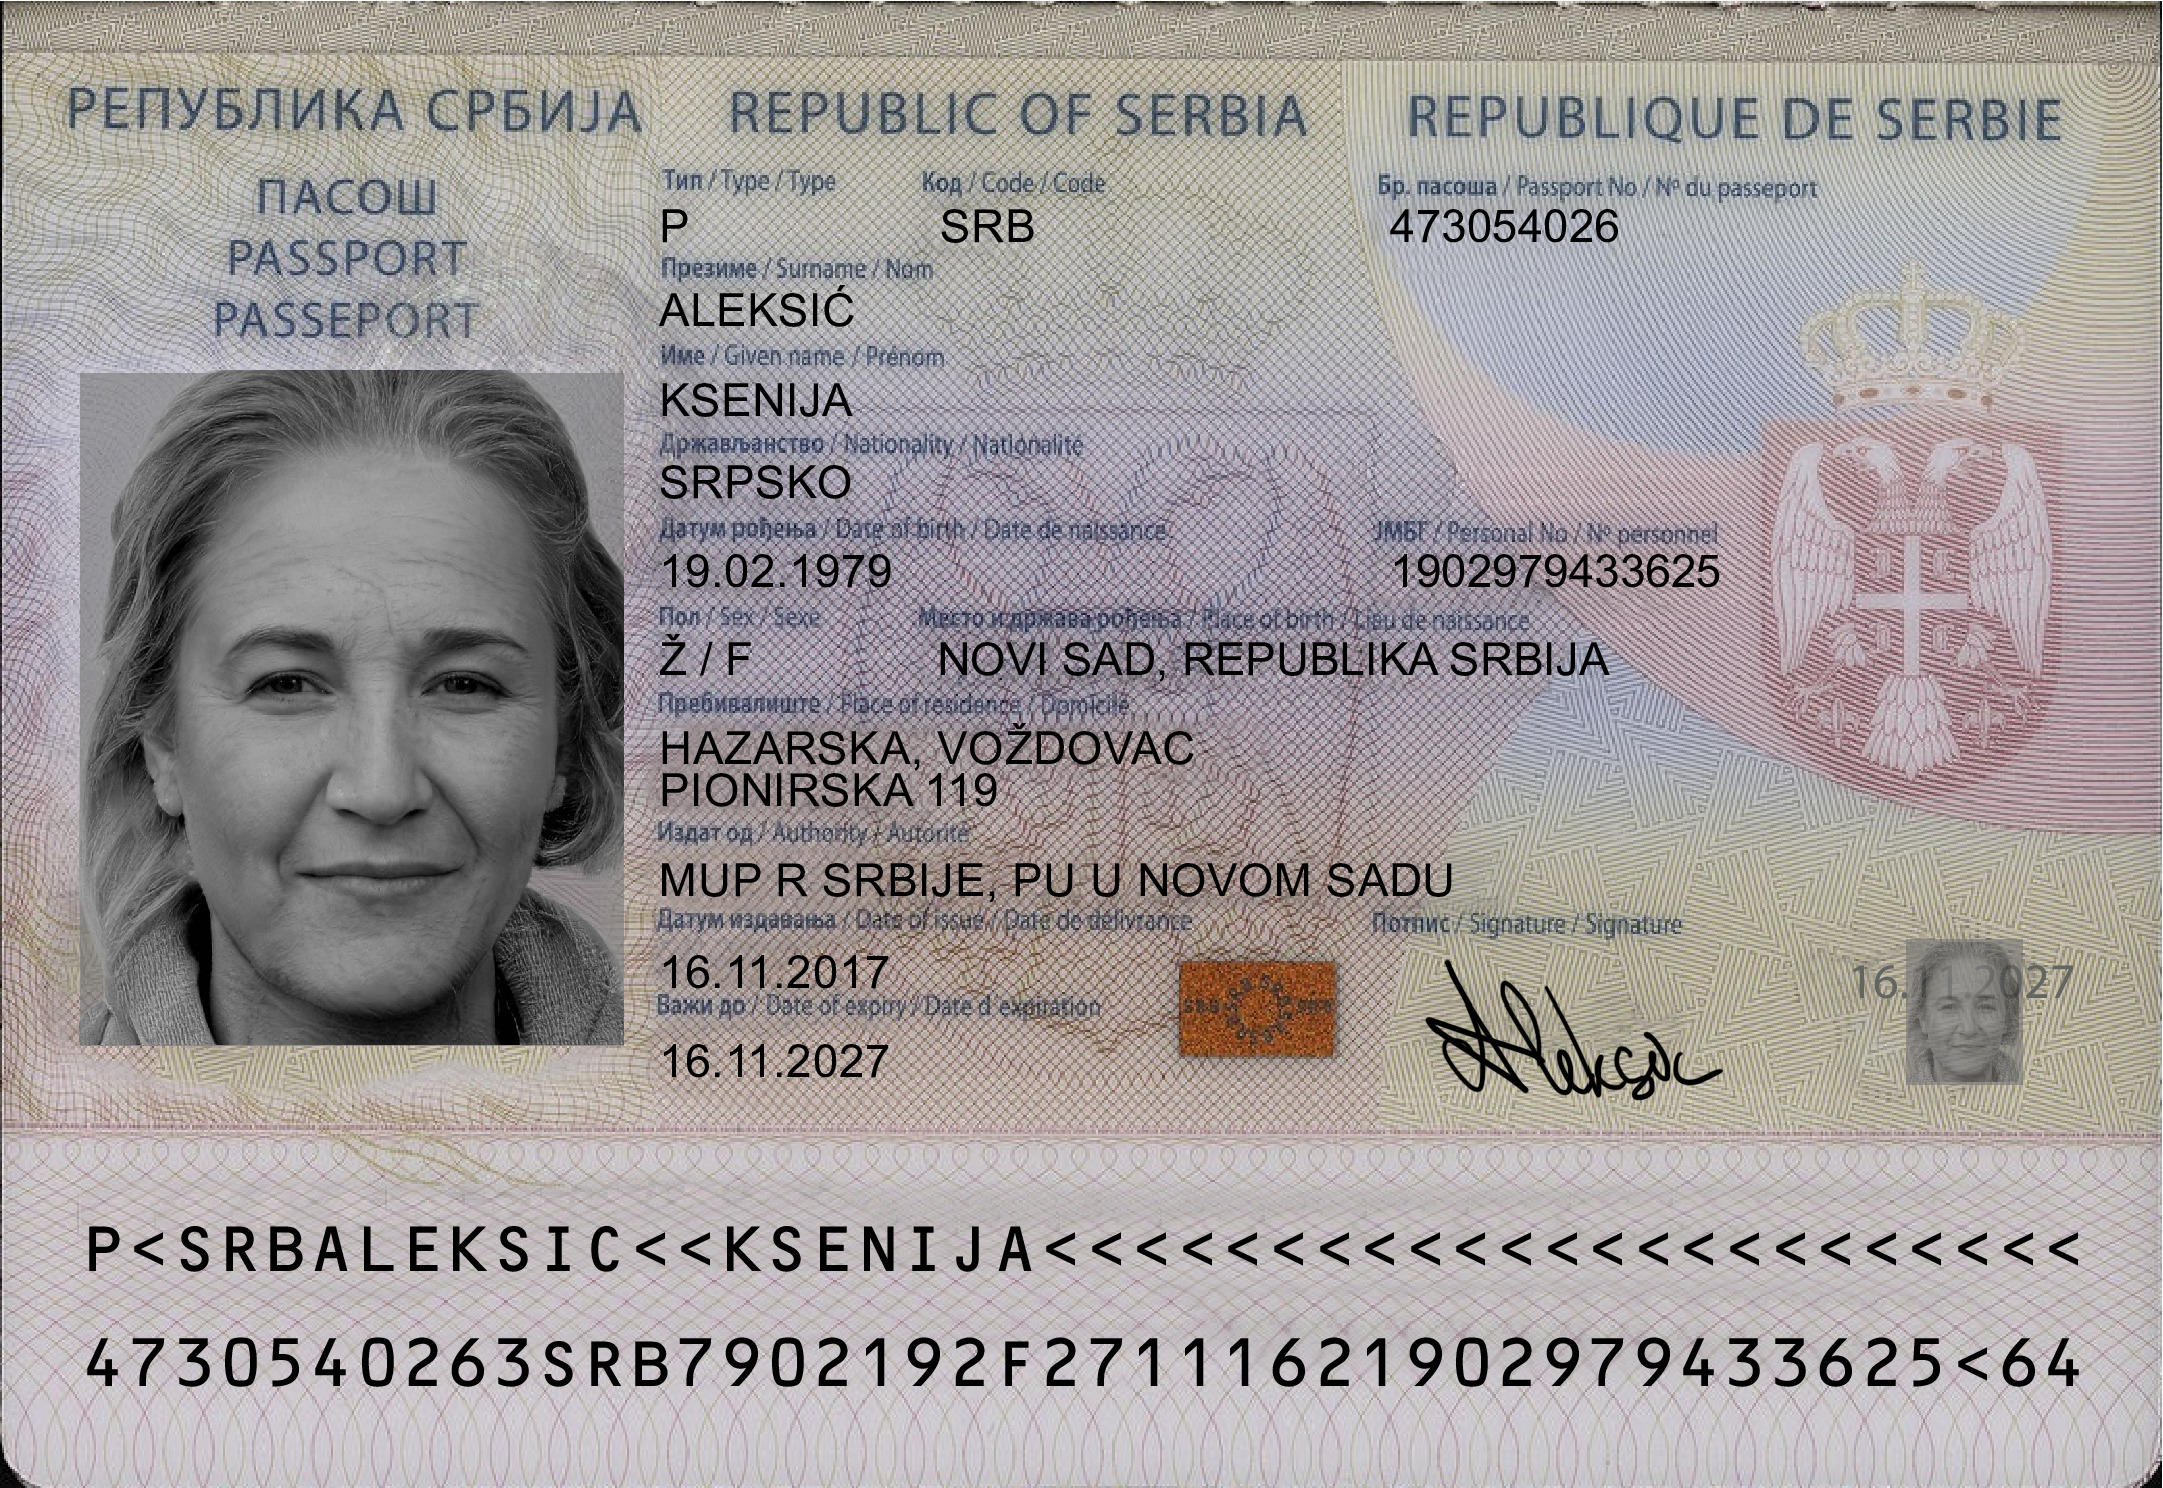 РЕПУБЛИКА СРБИЈА REPUBLIC OF SERBIA REPUBLIQUE DE SERBIE
ПАСОШ
PASSPORT
PASSEPORT
Тип / Type / Type Код / Code / Code Бр. пасоша / Passport No / Nº du passeport
P SRB 473054026
Презиме / Surname / Nom
ALEKSIĆ
Име / Given name / Prénom
KSENIJA
Држављанство / Nationality / Nationalité
SRPSKO
Датум рођења / Date of birth / Date de naissance ЈМБГ / Personal No / Nº personnel
19.02.1979 1902979433625
Пол / Sex / Sexe Место и држава рођења / Place of birth / Lieu de naissance
Ž / F NOVI SAD, REPUBLIKA SRBIJA
Пребивалиште / Place of residence / Domicile
HAZARSKA, VOŽDOVAC
PIONIRSKA 119
Издат од / Authority / Autorité
MUP R SRBIJE, PU U NOVOM SADU
Датум издавања / Date of issue / Date de délivrance Потпис / Signature / Signature
16.11.2017
Важи до / Date of expiry / Date d expiration
16.11.2027
Aleksic
16.11.2027
P<SRBALEKSIC<<KSENIJA<<<<<<<<<<<<<<<<<<<<<<<
4730540263SRB7902192F27111621902979433625<64